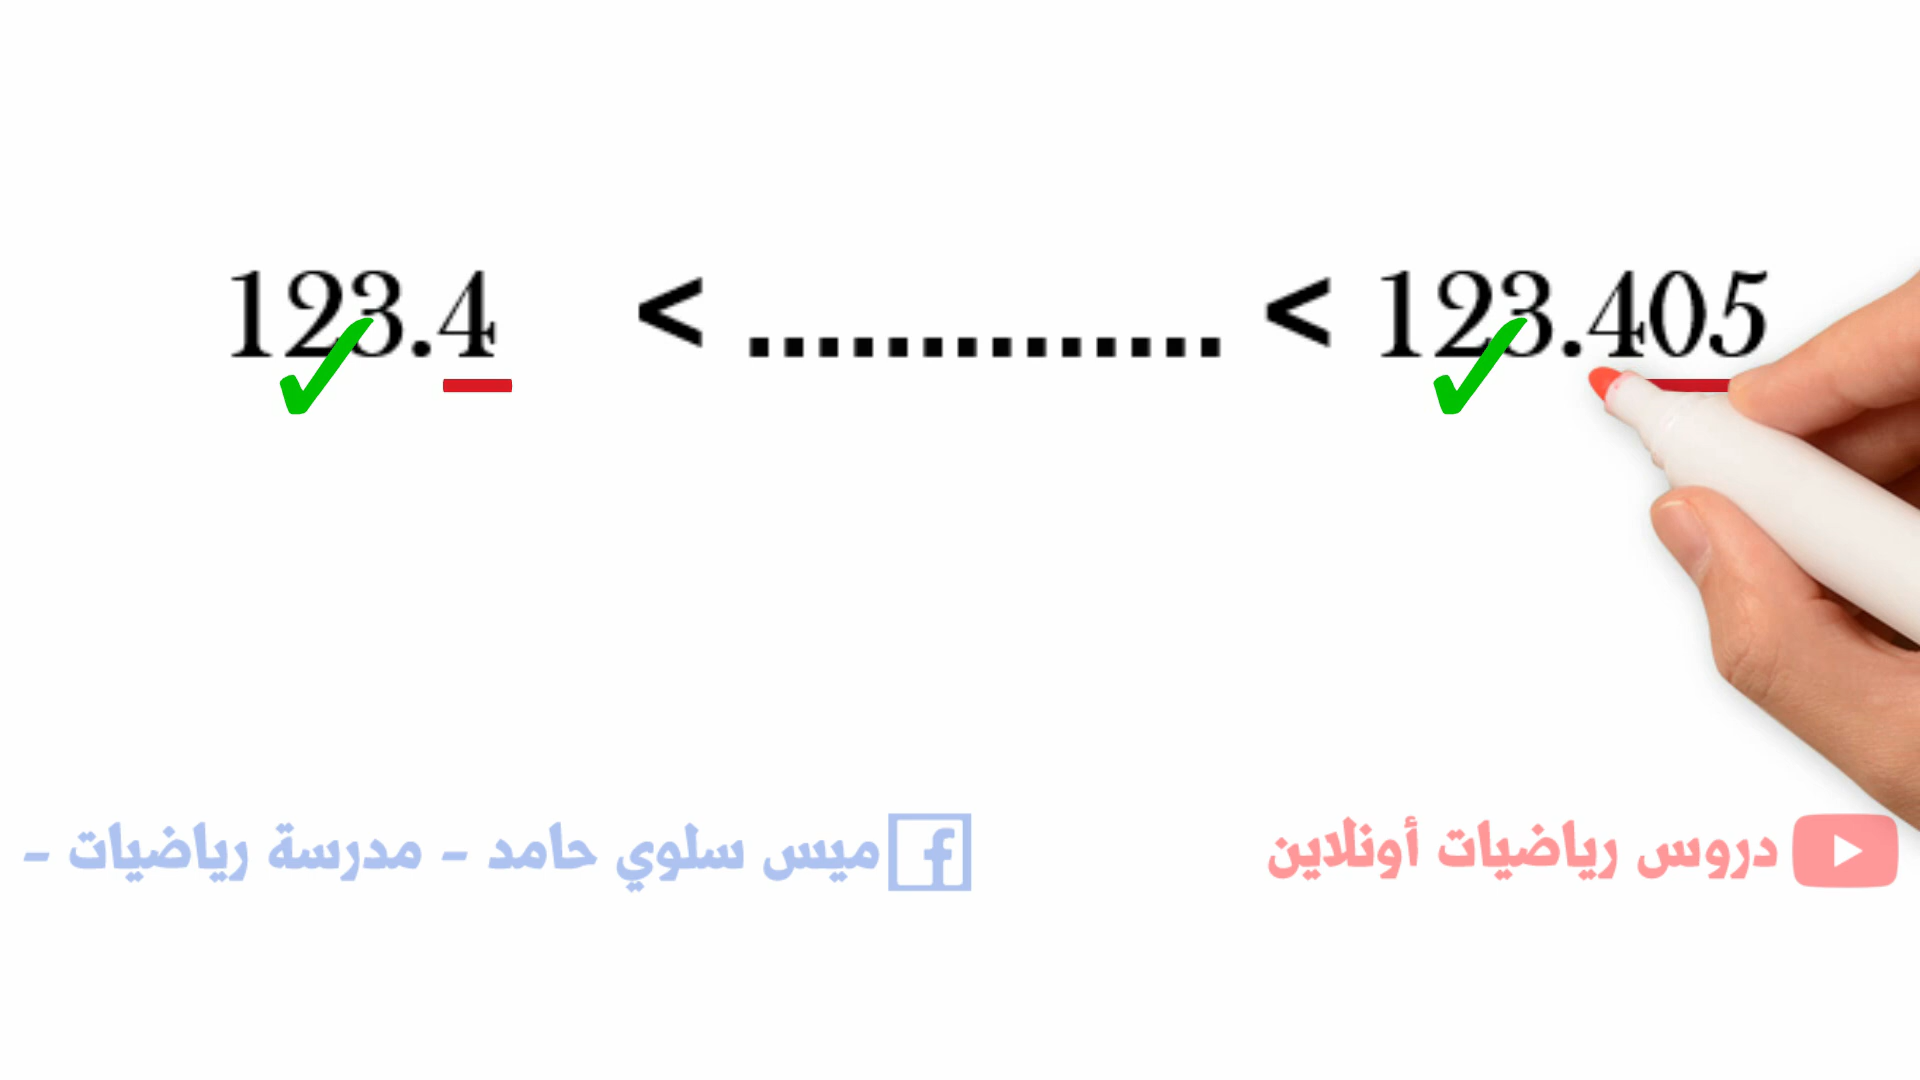 123.4 < .............. < 123.405
ميس سلوي حامد - مدرسة رياضيات -
دروس رياضيات أونلاين